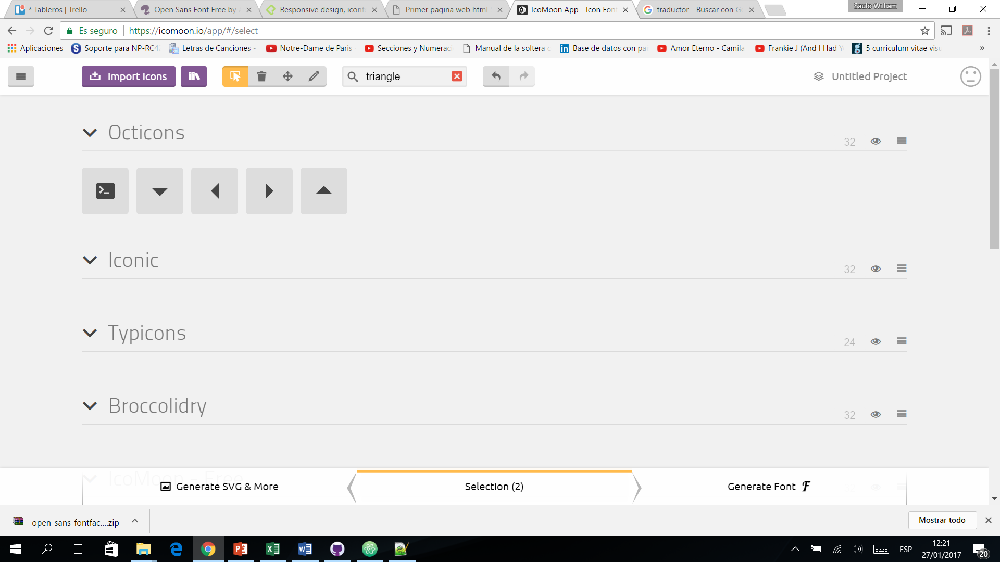 * Tableros | Trello
Open Sans Font Free by
Responsive design, iconf
Primer pagina web html
IcoMoon App - Icon Font
traductor - Buscar con G
Saulo William
Es seguro
https://icomoon.io/app/#/select
Aplicaciones
Soporte para NP-RC4
Letras de Canciones -
Notre-Dame de Paris
Secciones y Numeraci
Manual de la soltera
Base de datos con pa
Amor Eterno - Camila
Frankie J (And I Had Y
5 curriculum vitae visu
»
Import Icons
triangle
Untitled Project
Octicons
32
Iconic
32
Typicons
24
Broccolidry
32
IcoMoon - Free
Generate SVG & More
Selection (2)
Generate Font
open-sans-fontfac....zip
Mostrar todo
ESP
12:21
27/01/2017
20